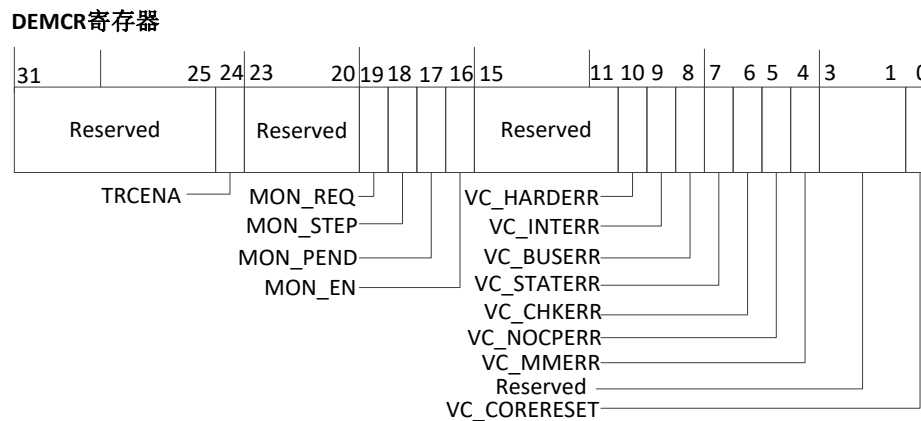 DEMCR寄存器
31 25 24 23 20 19 18 17 16 15 11 10 9 8 7 6 5 4 3 1 0
Reserved Reserved Reserved
TRCENA MON_REQ VC_HARDERR
MON_STEP VC_INTERR
MON_PEND VC_BUSERR
MON_EN VC_STATERR
VC_CHKERR
VC_NOCPERR
VC_MMERR
Reserved
VC_CORERESET